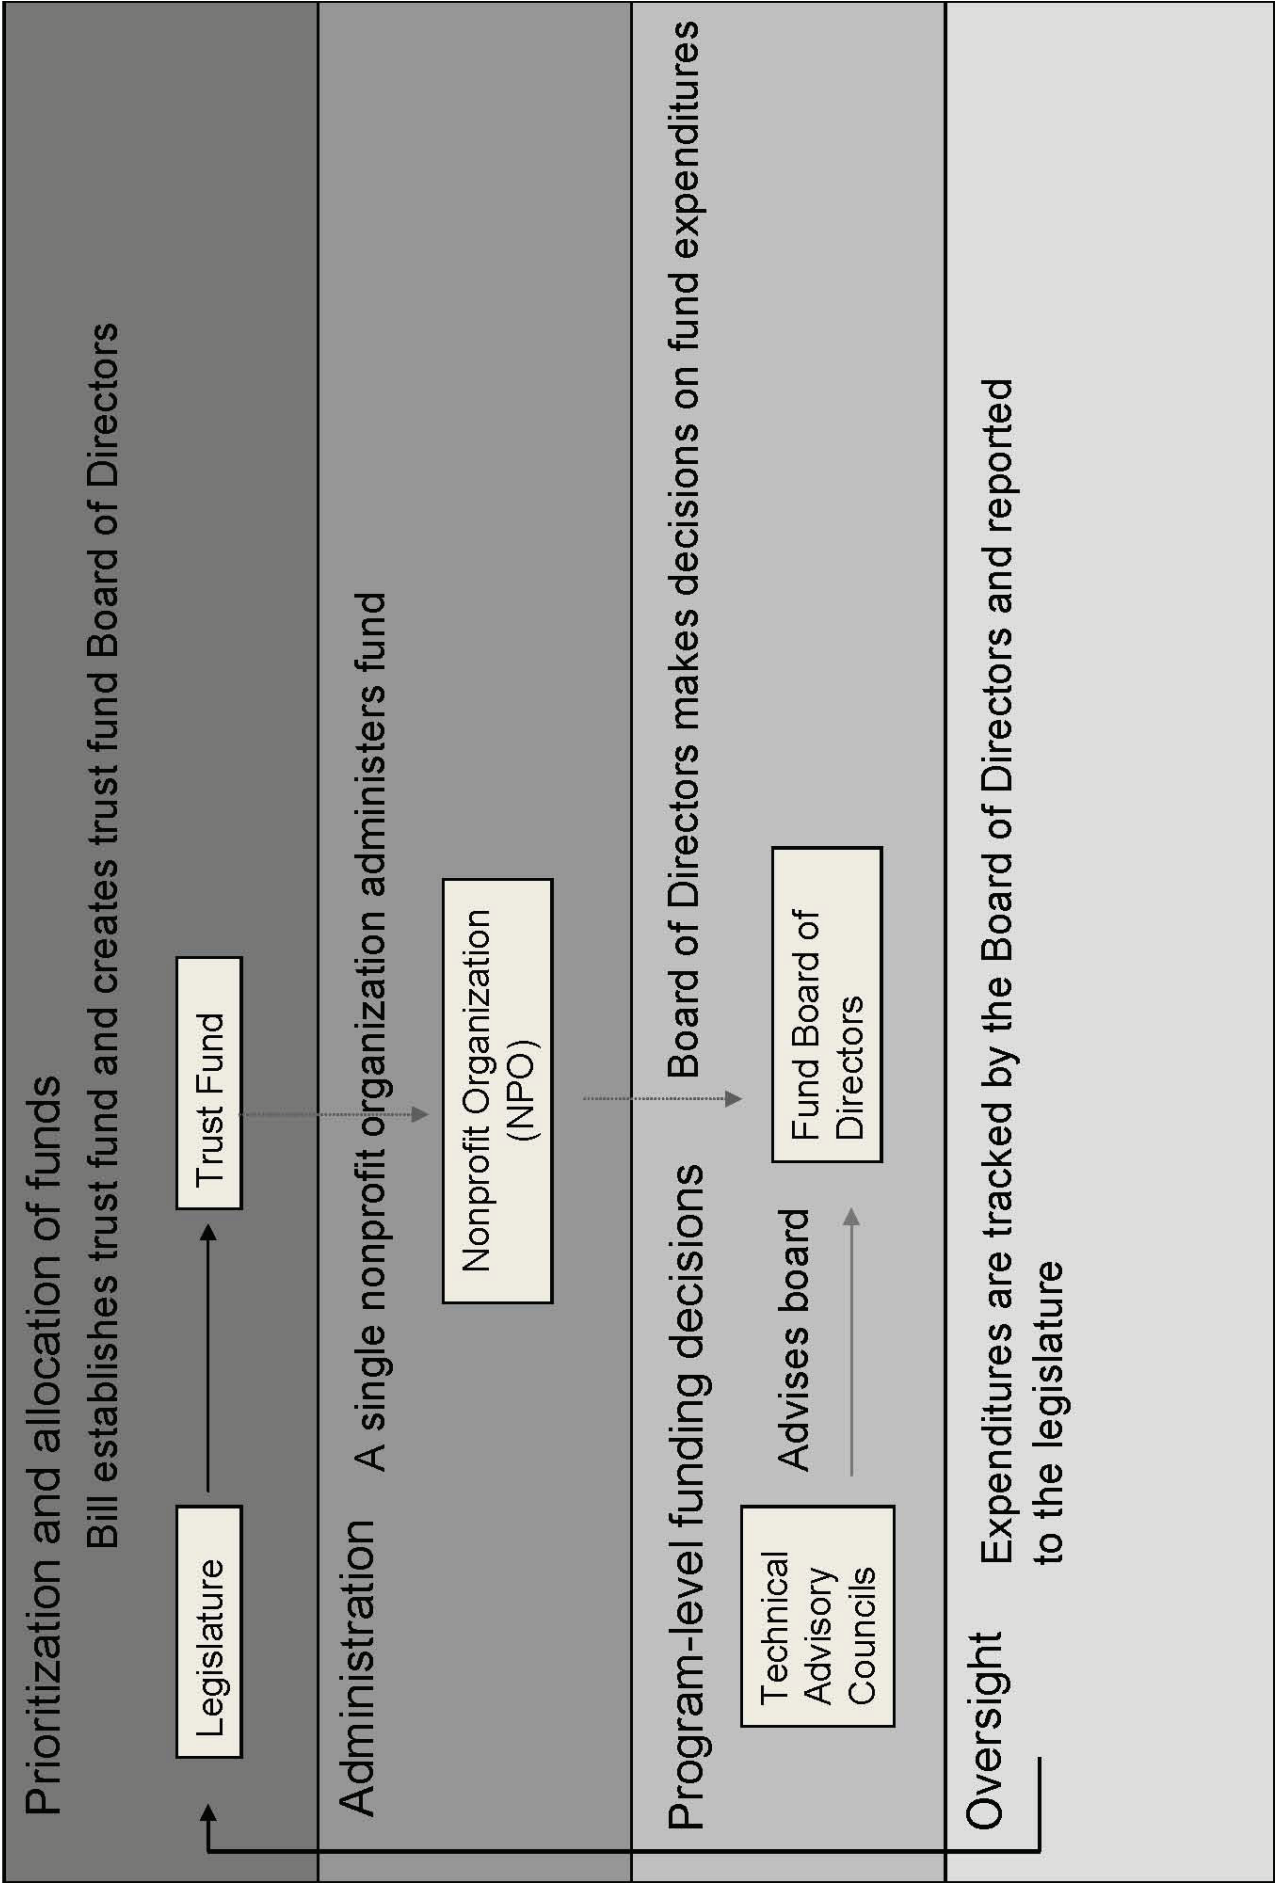 Prioritization and allocation of funds
Bill establishes trust fund and creates trust fund Board of Directors
Legislature
Trust Fund
Administration
A single nonprofit organization administers fund
Nonprofit Organization
(NPO)
Program-level funding decisions
Board of Directors makes decisions on fund expenditures
Technical
Advisory
Councils
Advises board
Fund Board of
Directors
Oversight
Expenditures are tracked by the Board of Directors and reported
to the legislature